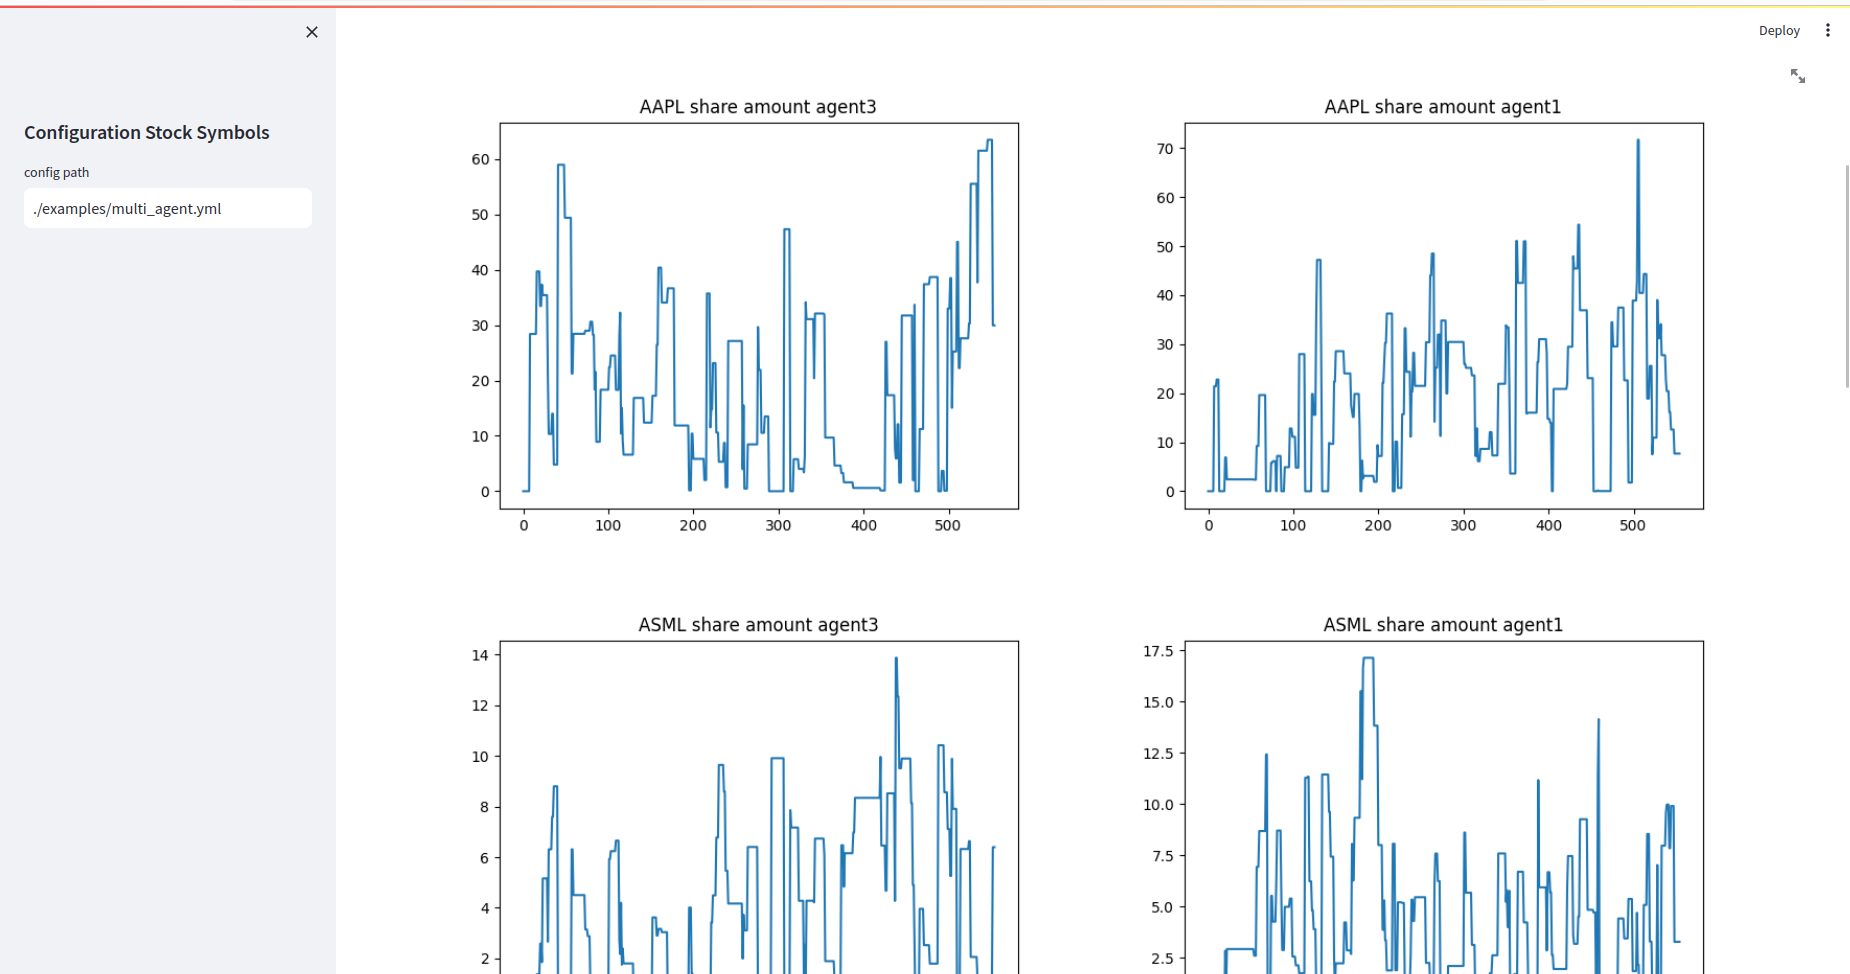 Deploy
Configuration Stock Symbols
config path
./examples/multi_agent.yml
AAPL share amount agent3
60
50
40
30
20
10
0
0 100 200 300 400 500
AAPL share amount agent1
70
60
50
40
30
20
10
0
0 100 200 300 400 500
ASML share amount agent3
14
12
10
8
6
4
2
ASML share amount agent1
17.5
15.0
12.5
10.0
7.5
5.0
2.5